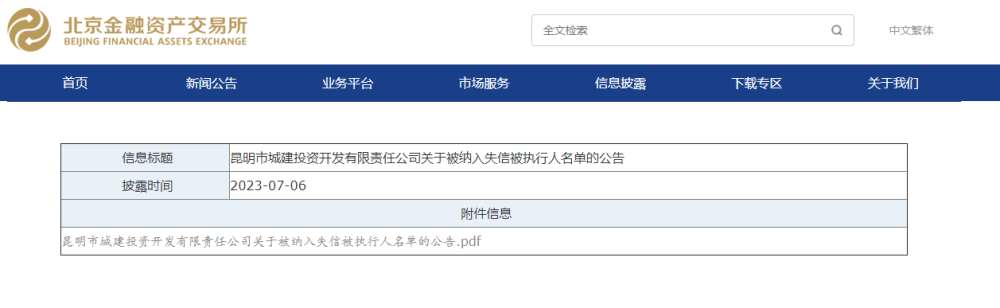 北京金融资产交易所
BEIJING FINANCIAL ASSETS EXCHANGE
全文检索
中文繁体
首页 新闻公告 业务平台 市场服务 信息披露 下载专区 关于我们
信息标题 昆明市城建投资开发有限责任公司关于被纳入失信被执行人名单的公告
披露时间 2023-07-06
附件信息
昆明市城建投资开发有限责任公司关于被纳入失信被执行人名单的公告.pdf